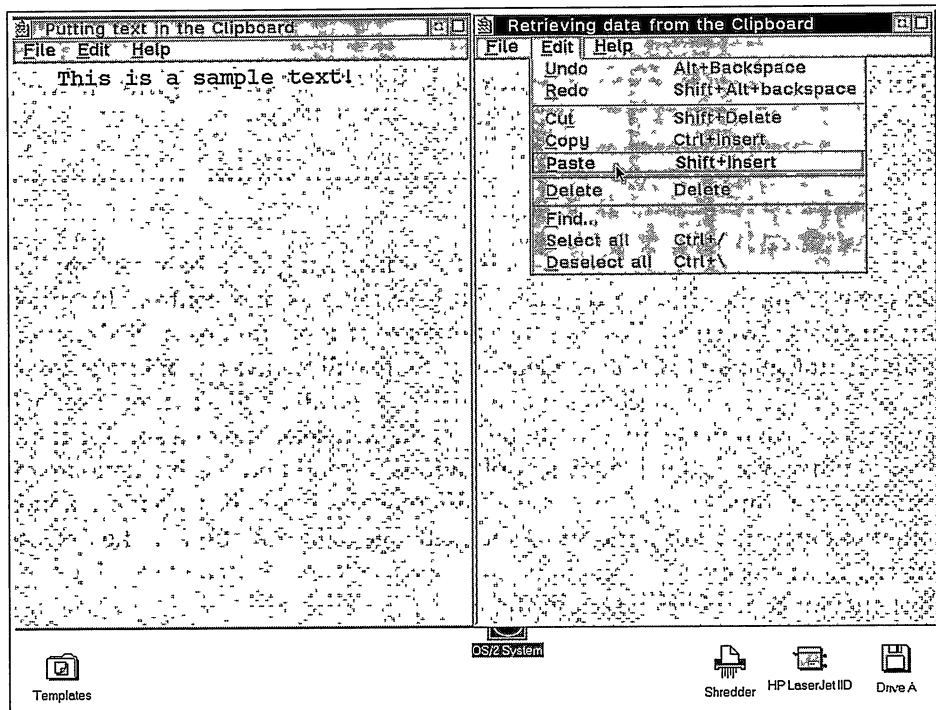 Putting text in the Clipboard
File Edit Help
This is a sample text!
Retrieving data from the Clipboard
File Edit Help
Undo Alt+Backspace
Redo Shift+Alt+backspace
Cut Shift+Delete
Copy Ctrl+Insert
Paste Shift+Insert
Delete Delete
Find...
Select all Ctrl+/
Deselect all Ctrl+\
OS/2 System
Templates
Shredder
HP LaserJet IID
Drive A